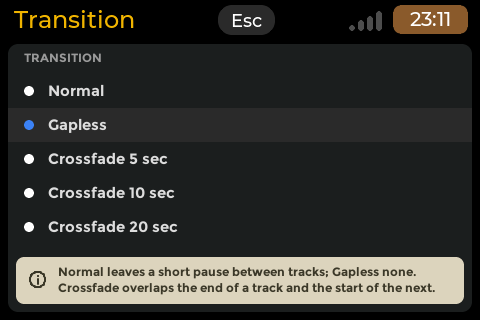 Transition
Esc
23:11
TRANSITION
Normal
Gapless
Crossfade 5 sec
Crossfade 10 sec
Crossfade 20 sec
Normal leaves a short pause between tracks; Gapless none.
Crossfade overlaps the end of a track and the start of the next.